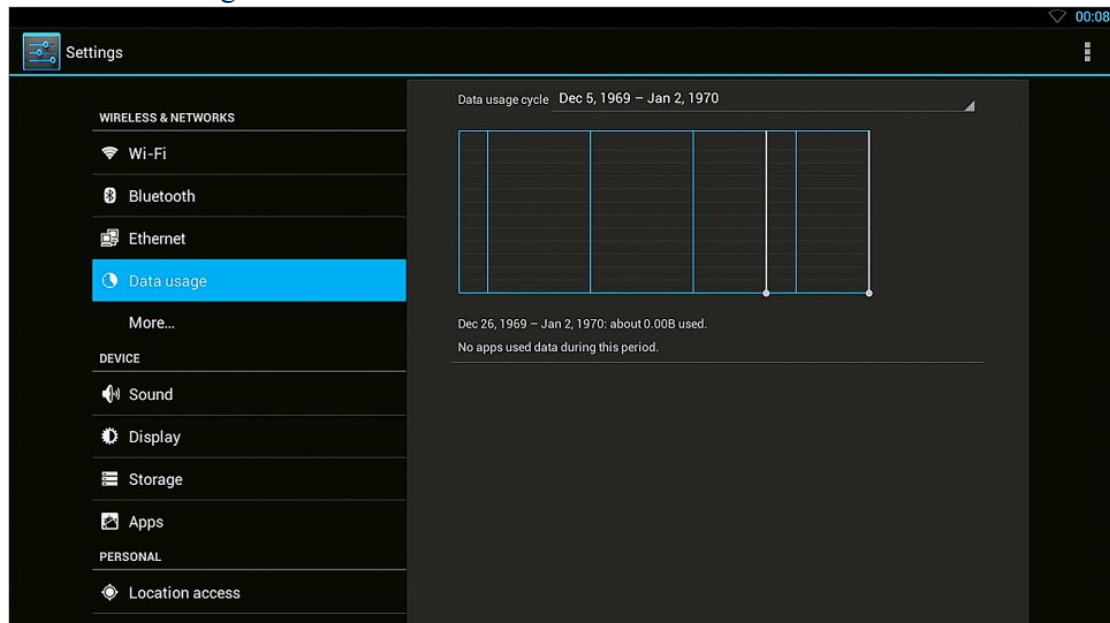 00:08
Settings
WIRELESS & NETWORKS
Wi-Fi
Bluetooth
Ethernet
Data usage
More...
DEVICE
Sound
Display
Storage
Apps
PERSONAL
Location access
Data usage cycle Dec 5, 1969 – Jan 2, 1970
Dec 26, 1969 – Jan 2, 1970: about 0.00B used.
No apps used data during this period.